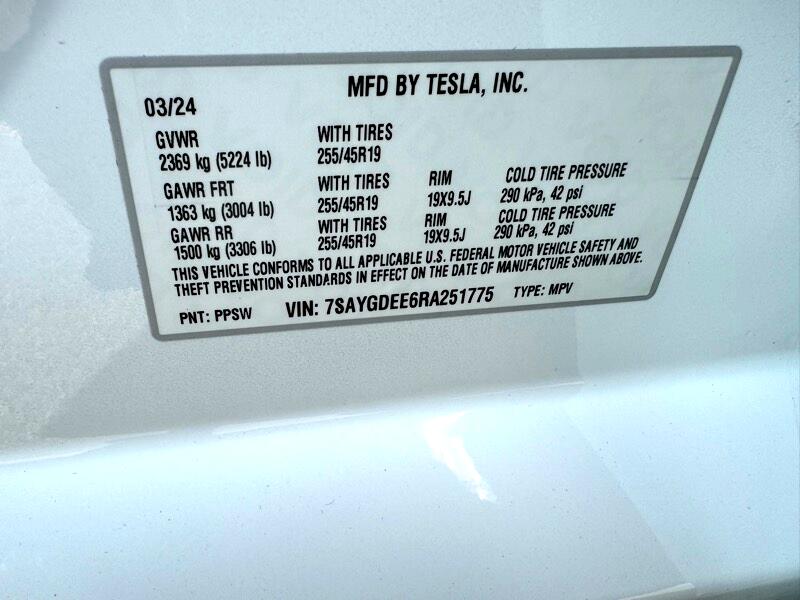 MFD BY TESLA, INC.
03/24
GVWR WITH TIRES
2369 kg (5224 lb) 255/45R19
GAWR FRT WITH TIRES RIM COLD TIRE PRESSURE
1363 kg (3004 lb) 255/45R19 19X9.5J 290 kPa, 42 psi
GAWR RR WITH TIRES RIM COLD TIRE PRESSURE
1500 kg (3306 lb) 255/45R19 19X9.5J 290 kPa, 42 psi
THIS VEHICLE CONFORMS TO ALL APPLICABLE U.S. FEDERAL MOTOR VEHICLE SAFETY AND
THEFT PREVENTION STANDARDS IN EFFECT ON THE DATE OF MANUFACTURE SHOWN ABOVE.
PNT: PPSW VIN: 7SAYGDEE6RA251775 TYPE: MPV